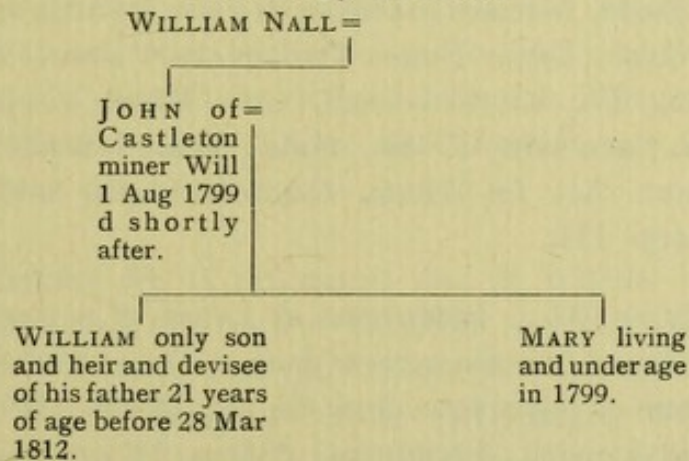 WILLIAM NALL=
JOHN of=
Castleton
miner Will
1 Aug 1799
d shortly
after.
WILLIAM only son
and heir and devisee
of his father 21 years
of age before 28 Mar
1812.
MARY living
and under age
in 1799.